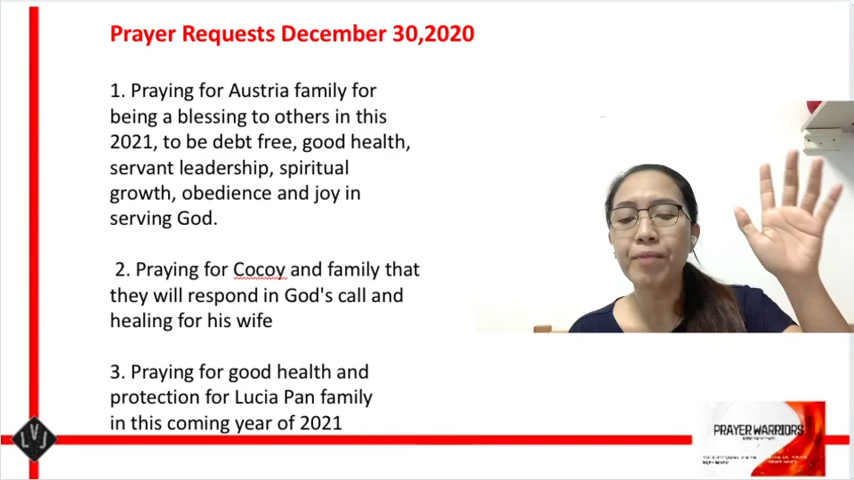 Prayer Requests December 30,2020
1. Praying for Austria family for
being a blessing to others in this
2021, to be debt free, good health,
servant leadership, spiritual
growth, obedience and joy in
serving God.
2. Praying for Cocoy and family that
they will respond in God's call and
healing for his wife
3. Praying for good health and
protection for Lucia Pan family
in this coming year of 2021
LVJ
PRAYER WARRIORS